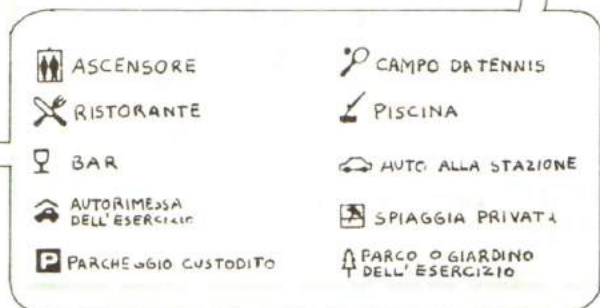 ASCENSORE
RISTORANTE
BAR
AUTORIMESSA
DELL'ESERCIZIO
P PARCHEGGIO CUSTODITO
CAMPO DA TENNIS
PISCINA
AUTO ALLA STAZIONE
SPIAGGIA PRIVATA
PARCO O GIARDINO
DELL'ESERCIZIO